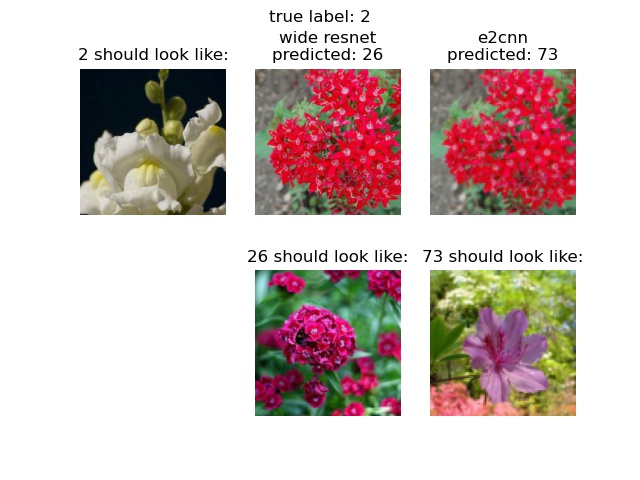 true label: 2
2 should look like:
wide resnet
predicted: 26
e2cnn
predicted: 73
26 should look like:
73 should look like: